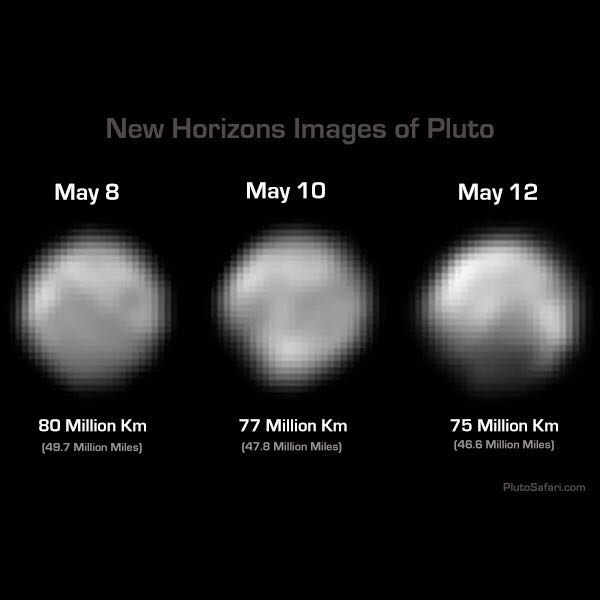 New Horizons Images of Pluto
May 8
May 10
May 12
80 Million Km
(49.7 Million Miles)
77 Million Km
(47.8 Million Miles)
75 Million Km
(46.6 Million Miles)
PlutoSafari.com